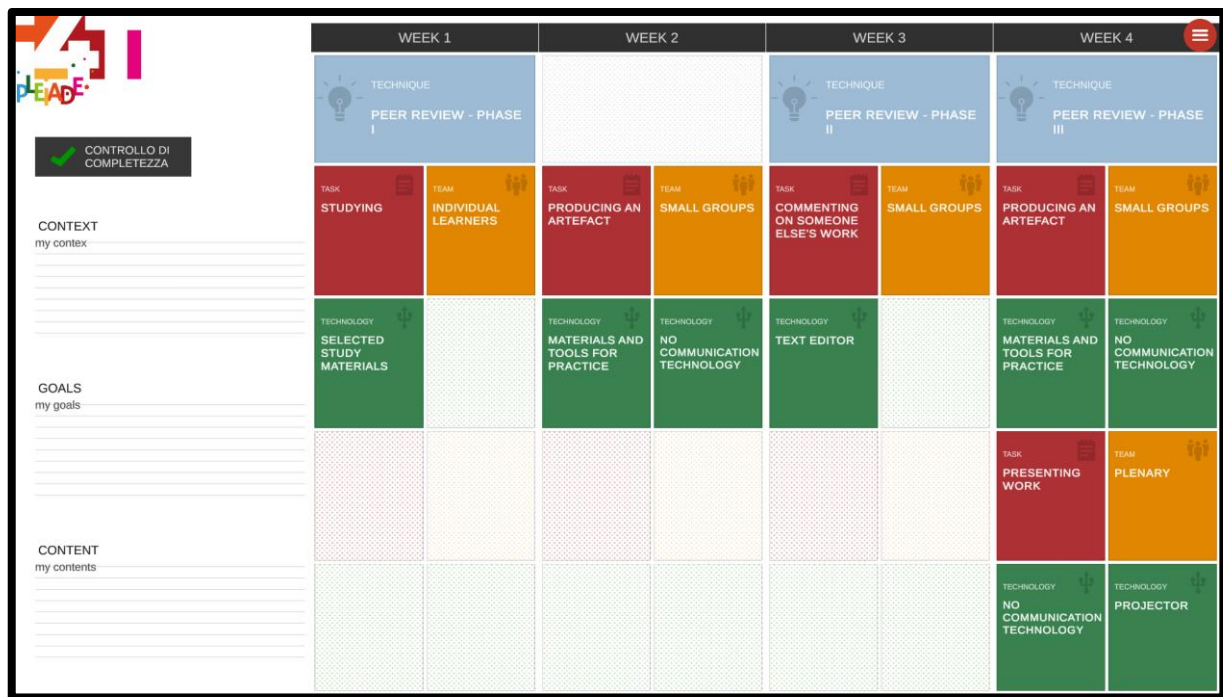 4T
PLEIADE
CONTROLLO DI
COMPLETEZZA
CONTEXT
my contex
GOALS
my goals
CONTENT
my contents
WEEK 1
WEEK 2
WEEK 3
WEEK 4
TECHNIQUE
PEER REVIEW - PHASE
I
TECHNIQUE
PEER REVIEW - PHASE
II
TECHNIQUE
PEER REVIEW - PHASE
III
TASK
STUDYING
TEAM
INDIVIDUAL
LEARNERS
TASK
PRODUCING AN
ARTEFACT
TEAM
SMALL GROUPS
TASK
COMMENTING
ON SOMEONE
ELSE'S WORK
TEAM
SMALL GROUPS
TASK
PRODUCING AN
ARTEFACT
TEAM
SMALL GROUPS
TECHNOLOGY
SELECTED
STUDY
MATERIALS
TECHNOLOGY
MATERIALS AND
TOOLS FOR
PRACTICE
TECHNOLOGY
NO
COMMUNICATION
TECHNOLOGY
TECHNOLOGY
TEXT EDITOR
TECHNOLOGY
MATERIALS AND
TOOLS FOR
PRACTICE
TECHNOLOGY
NO
COMMUNICATION
TECHNOLOGY
TASK
PRESENTING
WORK
TEAM
PLENARY
TECHNOLOGY
NO
COMMUNICATION
TECHNOLOGY
TECHNOLOGY
PROJECTOR